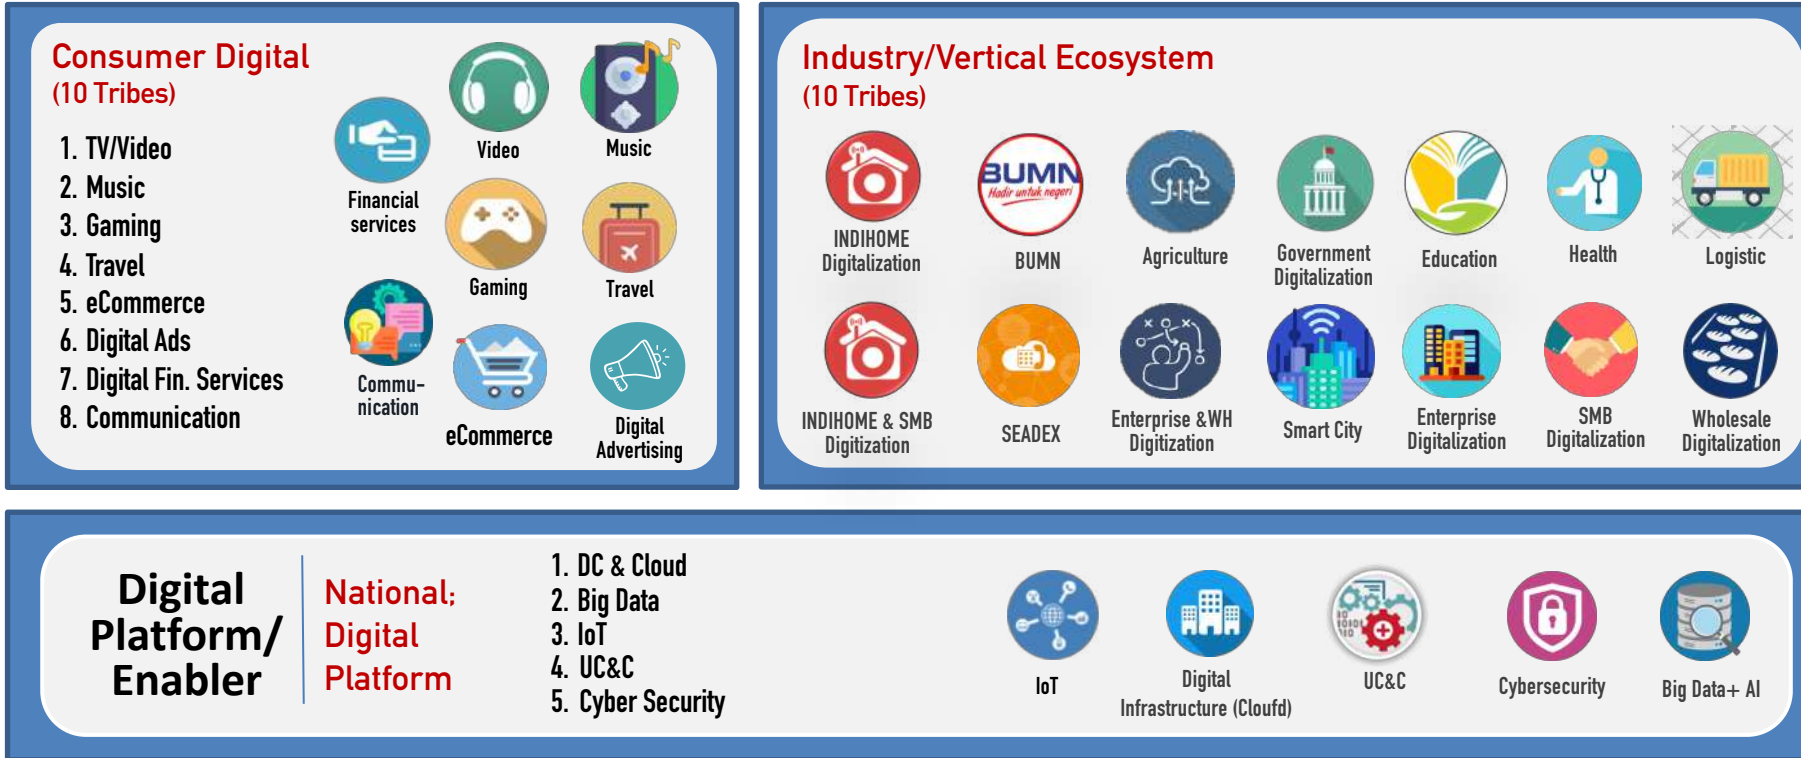 Consumer Digital
(10 Tribes)
1. TV/Video
2. Music
3. Gaming
4. Travel
5. eCommerce
6. Digital Ads
7. Digital Fin. Services
8. Communication
Financial
services
Video
Music
Gaming
Travel
Commu-
nication
eCommerce
Digital
Advertising
Industry/Vertical Ecosystem
(10 Tribes)
INDIHOME
Digitalization
BUMN
Hadir untuk negeri
BUMN
Agriculture
Government
Digitalization
Education
Health
Logistic
INDIHOME & SMB
Digitization
SEADEX
Enterprise &WH
Digitization
Smart City
Enterprise
Digitalization
SMB
Digitalization
Wholesale
Digitalization
Digital
Platform/
Enabler
National;
Digital
Platform
1. DC & Cloud
2. Big Data
3. IoT
4. UC&C
5. Cyber Security
IoT
Digital
Infrastructure (Cloufd)
UC&C
Cybersecurity
Big Data+ AI